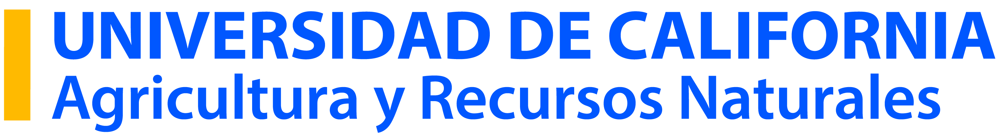 UNIVERSIDAD DE CALIFORNIA
Agricultura y Recursos Naturales